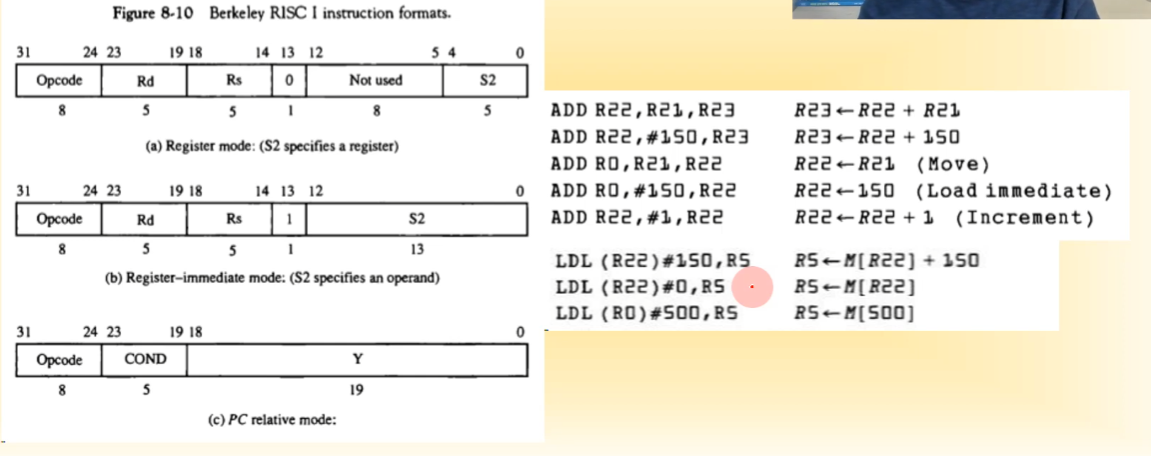 Figure 8-10 Berkeley RISC I instruction formats.
31 24 23 19 18 14 13 12 5 4 0
Opcode Rd Rs 0 Not used S2
8 5 5 1 8 5
(a) Register mode: (S2 specifies a register)
31 24 23 19 18 14 13 12 0
Opcode Rd Rs 1 S2
8 5 5 1 13
(b) Register–immediate mode: (S2 specifies an operand)
31 24 23 19 18 0
Opcode COND Y
8 5 19
(c) PC relative mode:
ADD R22,R21,R23 R23←R22 + R21
ADD R22,#150,R23 R23←R22 + 150
ADD R0,R21,R22 R22←R21 (Move)
ADD R0,#150,R22 R22←150 (Load immediate)
ADD R22,#1,R22 R22←R22 + 1 (Increment)
LDL (R22)#150,R5 R5←M[R22] + 150
LDL (R22)#0,R5 R5←M[R22]
LDL (R0)#500,R5 R5←M[500]